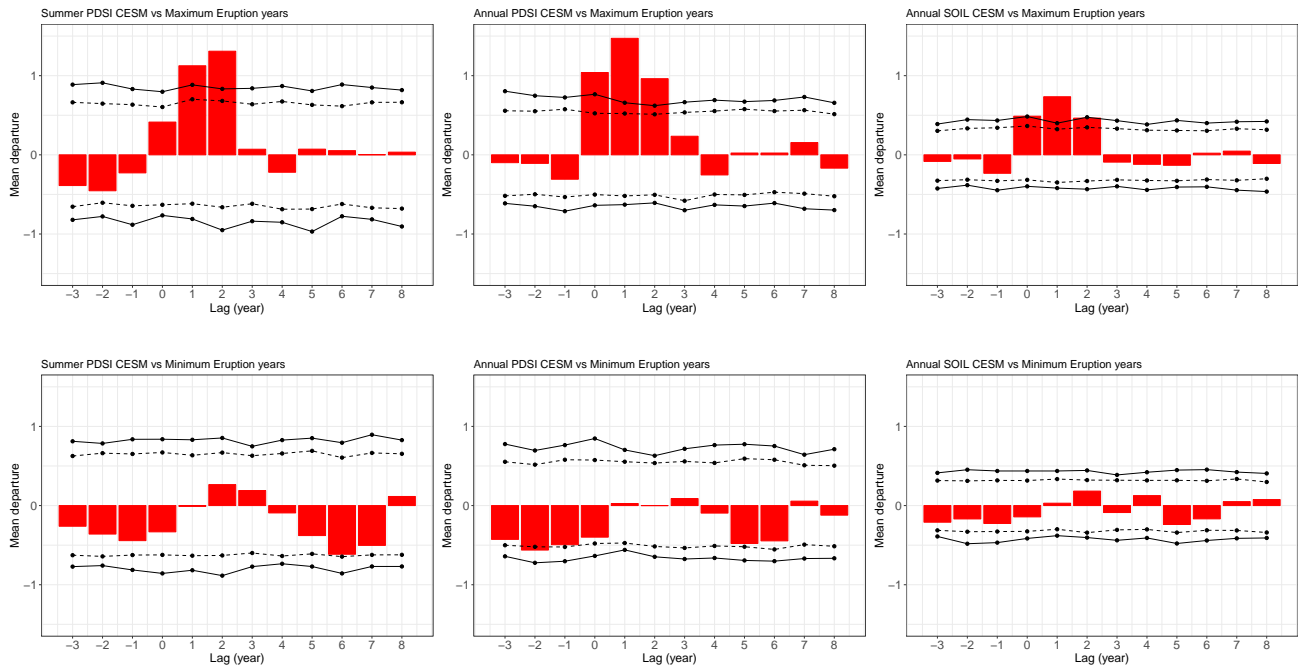 Summer PDSI CESM vs Maximum Eruption years
1
0
−1
Mean departure
−3 −2 −1 0 1 2 3 4 5 6 7 8
Lag (year)
Annual PDSI CESM vs Maximum Eruption years
1
0
−1
Mean departure
−3 −2 −1 0 1 2 3 4 5 6 7 8
Lag (year)
Annual SOIL CESM vs Maximum Eruption years
1
0
−1
Mean departure
−3 −2 −1 0 1 2 3 4 5 6 7 8
Lag (year)
Summer PDSI CESM vs Minimum Eruption years
1
0
−1
Mean departure
−3 −2 −1 0 1 2 3 4 5 6 7 8
Lag (year)
Annual PDSI CESM vs Minimum Eruption years
1
0
−1
Mean departure
−3 −2 −1 0 1 2 3 4 5 6 7 8
Lag (year)
Annual SOIL CESM vs Minimum Eruption years
1
0
−1
Mean departure
−3 −2 −1 0 1 2 3 4 5 6 7 8
Lag (year)